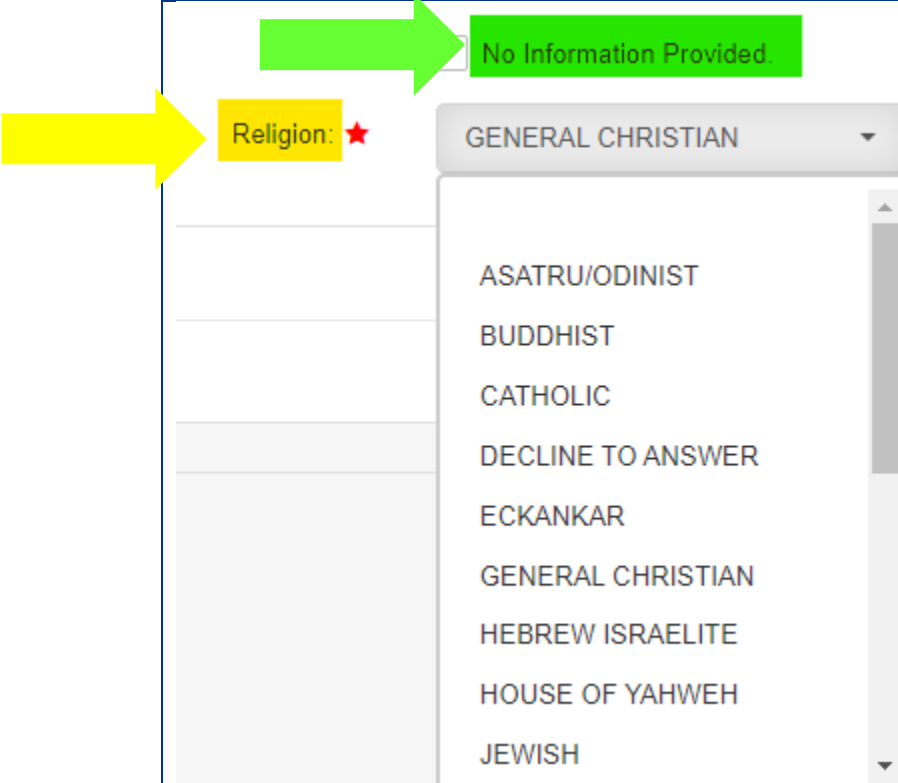 No Information Provided.
Religion:
GENERAL CHRISTIAN
ASATRU/ODINIST
BUDDHIST
CATHOLIC
DECLINE TO ANSWER
ECKANKAR
GENERAL CHRISTIAN
HEBREW ISRAELITE
HOUSE OF YAHWEH
JEWISH